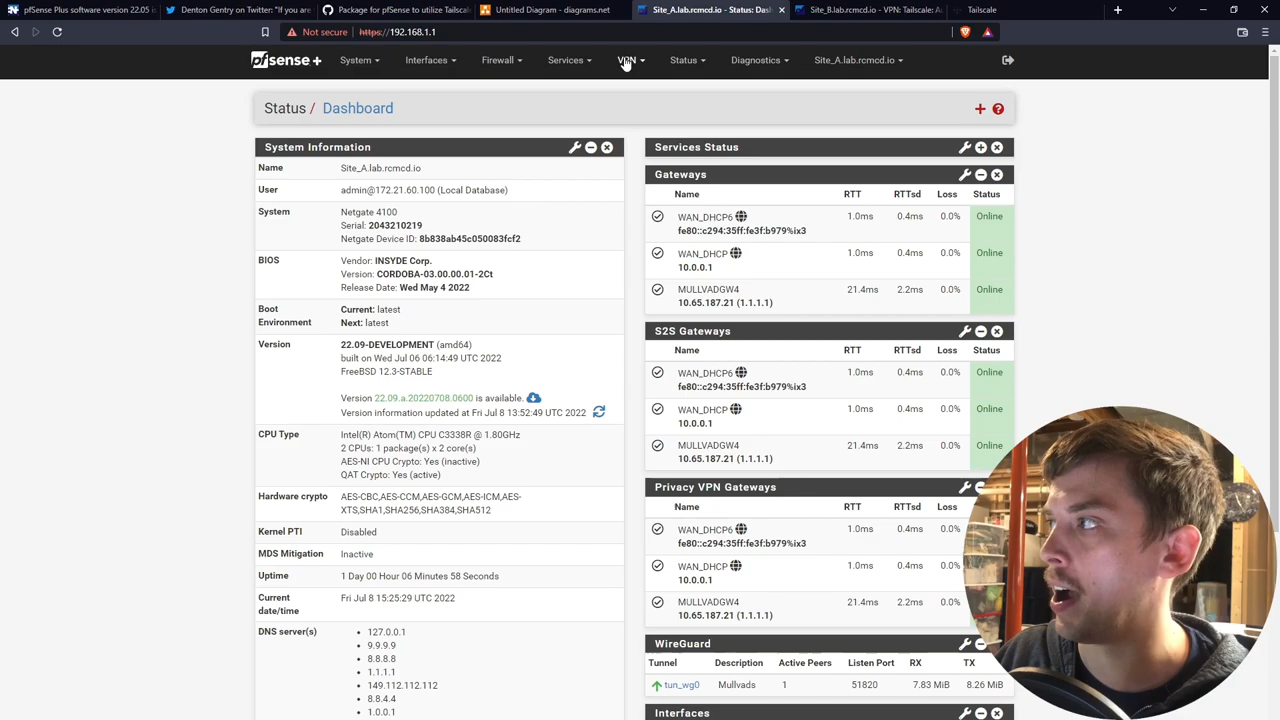 pfSense Plus software version 22.05 is
Denton Gentry on Twitter: "If you are
Package for pfSense to utilize Tailscale
Untitled Diagram - diagrams.net
Site_A.lab.rcmcd.io - Status: Das
Site_B.lab.rcmcd.io - VPN: Tailscale: Au
Tailscale
Not secure https://192.168.1.1
pfsense +
System
Interfaces
Firewall
Services
VPN
Status
Diagnostics
Site_A.lab.rcmcd.io
Status / Dashboard
System Information
Name Site_A.lab.rcmcd.io
User admin@172.21.60.100 (Local Database)
System Netgate 4100
Serial: 2043210219
Netgate Device ID: 8b838ab45c050083fcf2
BIOS Vendor: INSYDE Corp.
Version: CORDOBA-03.00.00.01-2Ct
Release Date: Wed May 4 2022
Boot Current: latest
Environment Next: latest
Version 22.09-DEVELOPMENT (amd64)
built on Wed Jul 06 06:14:49 UTC 2022
FreeBSD 12.3-STABLE
Version 22.09.a.20220708.0600 is available.
Version information updated at Fri Jul 8 13:52:49 UTC 2022
CPU Type Intel(R) Atom(TM) CPU C3338R @ 1.80GHz
2 CPUs: 1 package(s) x 2 core(s)
AES-NI CPU Crypto: Yes (inactive)
QAT Crypto: Yes (active)
Hardware crypto AES-CBC,AES-CCM,AES-GCM,AES-ICM,AES-
XTS,SHA1,SHA256,SHA384,SHA512
Kernel PTI Disabled
MDS Mitigation Inactive
Uptime 1 Day 00 Hour 06 Minutes 58 Seconds
Current Fri Jul 8 15:25:29 UTC 2022
date/time
DNS server(s) 127.0.0.1
9.9.9.9
8.8.8.8
1.1.1.1
149.112.112.112
8.8.4.4
1.0.0.1
Services Status
Gateways
Name RTT RTTsd Loss Status
WAN_DHCP6 1.0ms 0.4ms 0.0% Online
fe80::c294:35ff:fe3f:b979%ix3
WAN_DHCP 1.0ms 0.4ms 0.0% Online
10.0.0.1
MULLVADGW4 21.4ms 2.2ms 0.0% Online
10.65.187.21 (1.1.1.1)
S2S Gateways
Name RTT RTTsd Loss Status
WAN_DHCP6 1.0ms 0.4ms 0.0% Online
fe80::c294:35ff:fe3f:b979%ix3
WAN_DHCP 1.0ms 0.4ms 0.0% Online
10.0.0.1
MULLVADGW4 21.4ms 2.2ms 0.0% Online
10.65.187.21 (1.1.1.1)
Privacy VPN Gateways
Name RTT RTTsd Loss
WAN_DHCP6 1.0ms 0.4ms 0.0%
fe80::c294:35ff:fe3f:b979%ix3
WAN_DHCP 1.0ms 0.4ms 0.0%
10.0.0.1
MULLVADGW4 21.4ms 2.2ms 0.0%
10.65.187.21 (1.1.1.1)
WireGuard
Tunnel Description Active Peers Listen Port RX TX
tun_wg0 Mullvads 1 51820 7.83 MiB 8.26 MiB
Interfaces